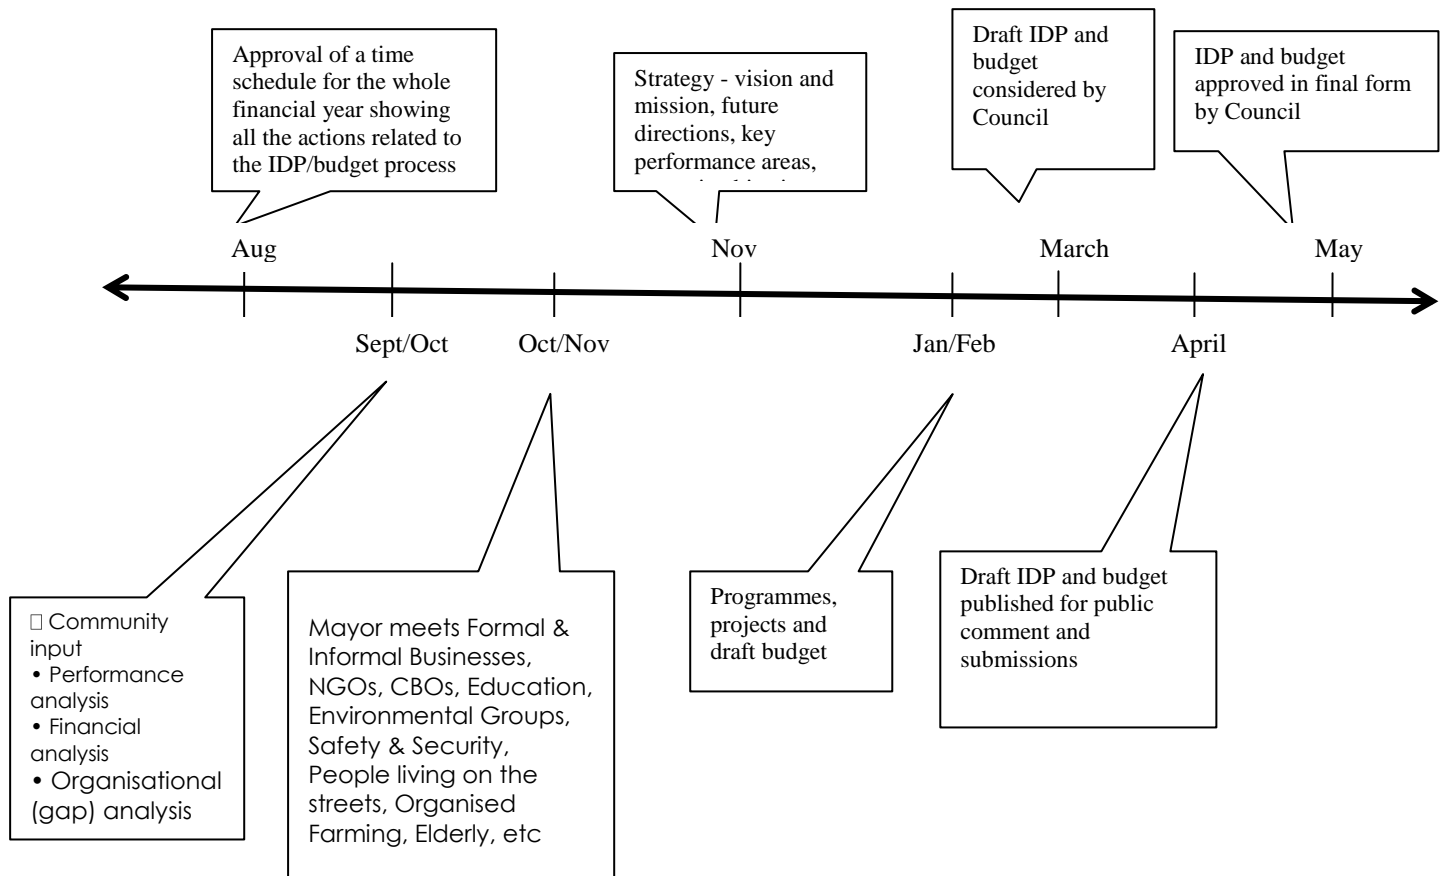 Approval of a time
schedule for the whole
financial year showing
all the actions related to
the IDP/budget process
Strategy - vision and
mission, future
directions, key
performance areas,
Draft IDP and
budget
considered by
Council
IDP and budget
approved in final form
by Council
Aug
Nov
March
May
Sept/Oct
Oct/Nov
Jan/Feb
April
□ Community
input
• Performance
analysis
• Financial
analysis
• Organisational
(gap) analysis
Mayor meets Formal &
Informal Businesses,
NGOs, CBOs, Education,
Environmental Groups,
Safety & Security,
People living on the
streets, Organised
Farming, Elderly, etc
Programmes,
projects and
draft budget
Draft IDP and budget
published for public
comment and
submissions